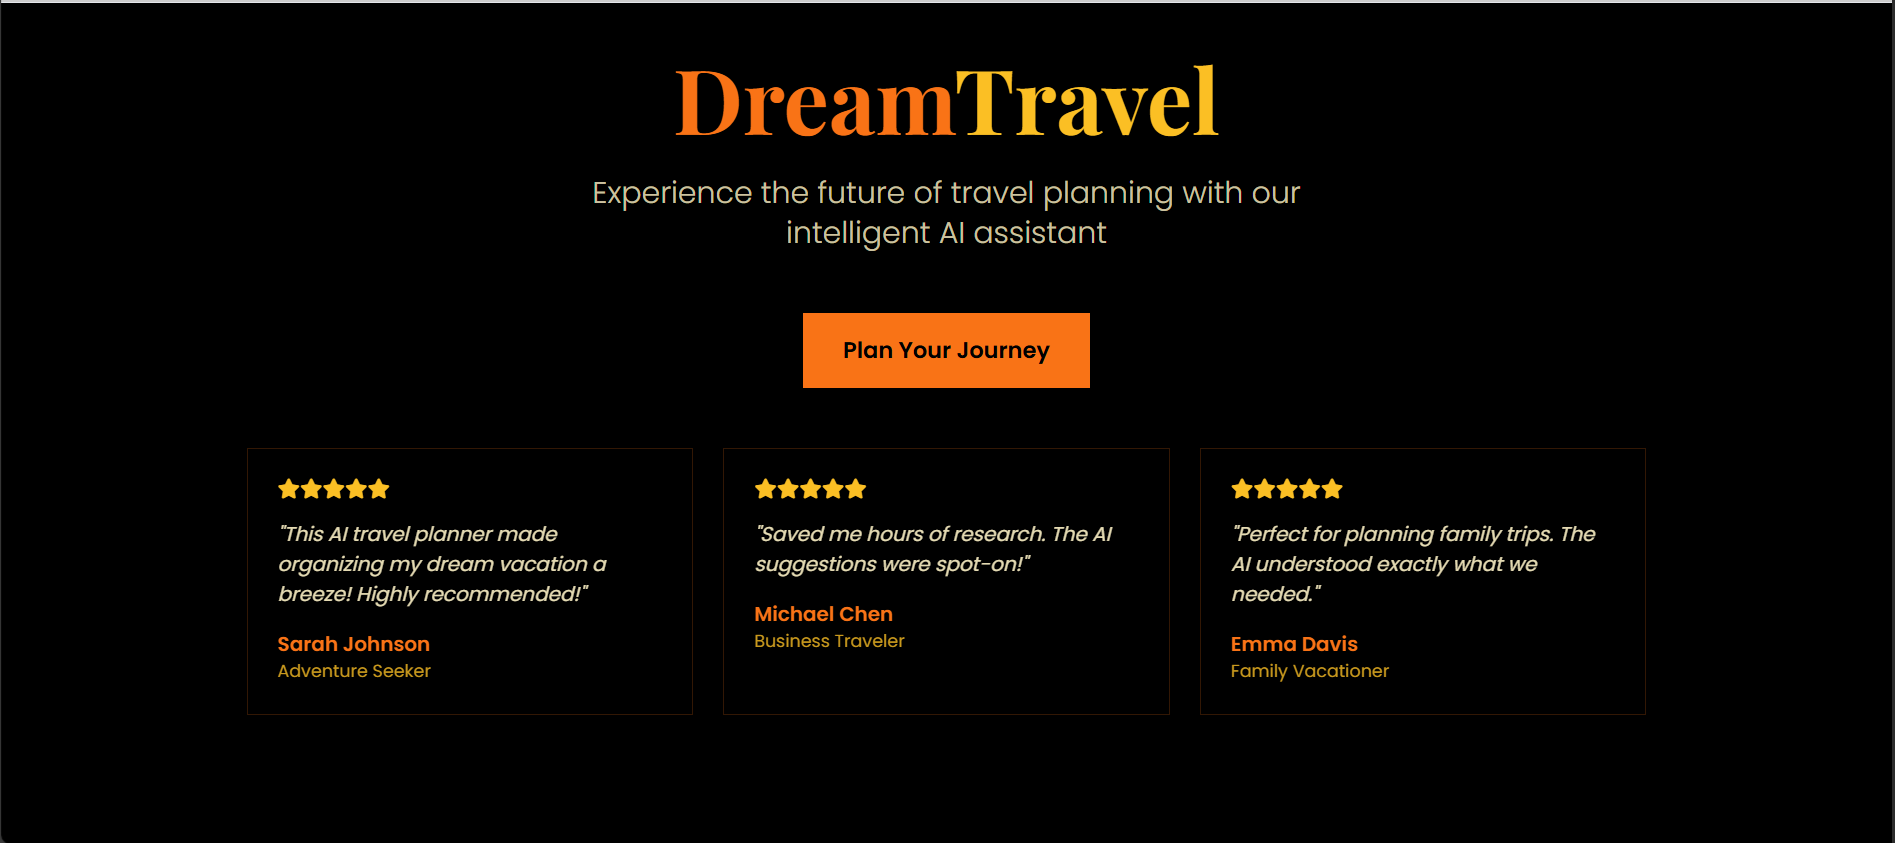 DreamTravel
Experience the future of travel planning with our
intelligent AI assistant
Plan Your Journey
"This AI travel planner made
organizing my dream vacation a
breeze! Highly recommended!"
Sarah Johnson
Adventure Seeker
"Saved me hours of research. The AI
suggestions were spot-on!"
Michael Chen
Business Traveler
"Perfect for planning family trips. The
AI understood exactly what we
needed."
Emma Davis
Family Vacationer